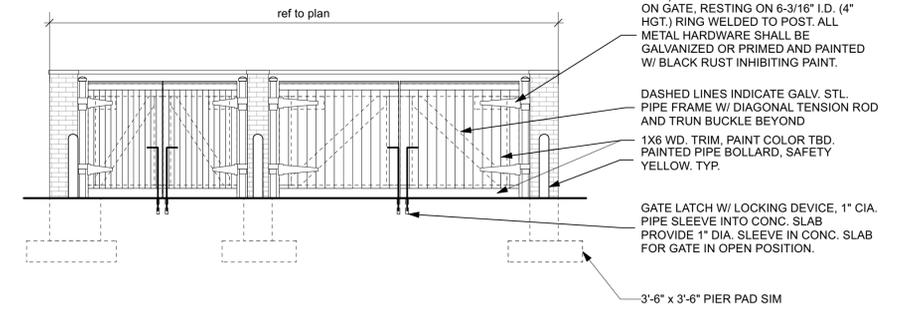 ref to plan
ON GATE, RESTING ON 6-3/16" I.D. (4"
HGT.) RING WELDED TO POST. ALL
METAL HARDWARE SHALL BE
GALVANIZED OR PRIMED AND PAINTED
W/ BLACK RUST INHIBITING PAINT.
DASHED LINES INDICATE GALV. STL.
PIPE FRAME W/ DIAGONAL TENSION ROD
AND TRUN BUCKLE BEYOND
1X6 WD. TRIM, PAINT COLOR TBD.
PAINTED PIPE BOLLARD, SAFETY
YELLOW. TYP.
GATE LATCH W/ LOCKING DEVICE, 1" CIA.
PIPE SLEEVE INTO CONC. SLAB
PROVIDE 1" DIA. SLEEVE IN CONC. SLAB
FOR GATE IN OPEN POSITION.
3'-6" x 3'-6" PIER PAD SIM